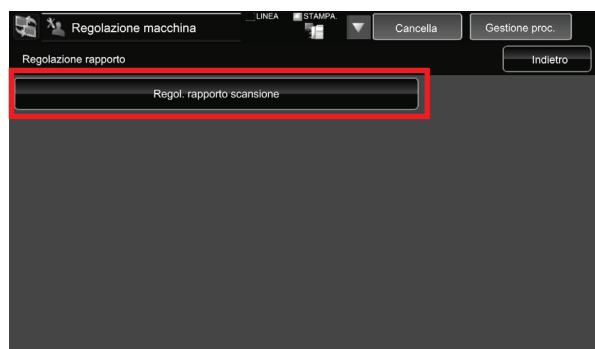 Regolazione macchina
LINEA
STAMPA.
Cancella
Gestione proc.
Regolazione rapporto
Indietro
Regol. rapporto scansione